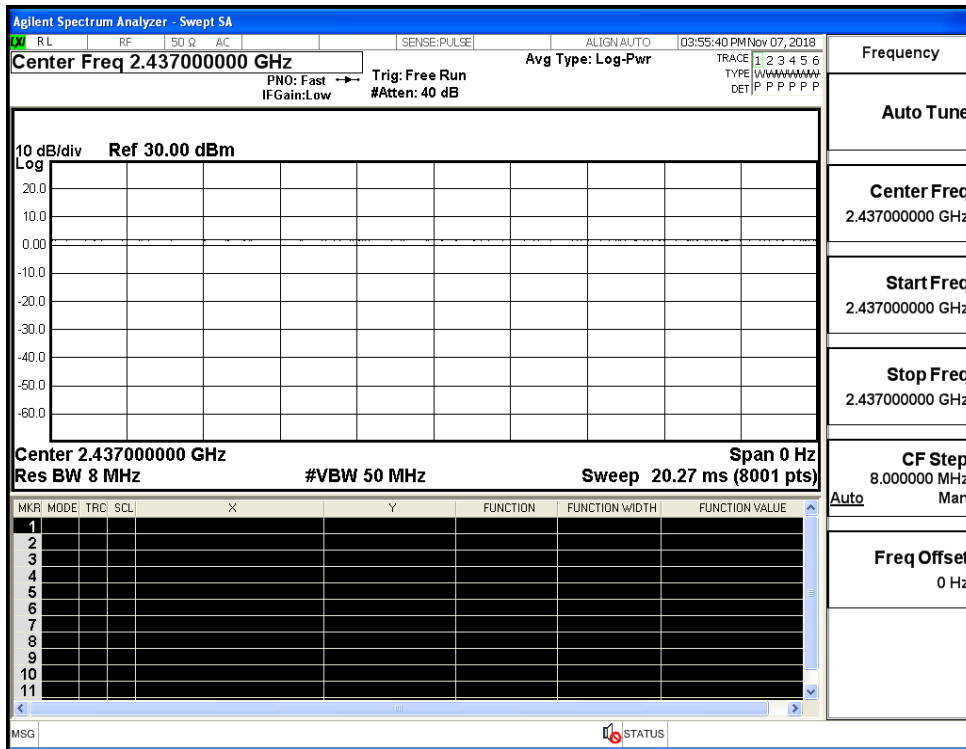 Agilent Spectrum Analyzer - Swept SA
LXI RL RF 50 Ω AC SENSE:PULSE ALIGN AUTO 03:55:40 PM Nov 07, 2018
Center Freq 2.437000000 GHz
PNO: Fast
IFGain:Low
Trig: Free Run
#Atten: 40 dB
Avg Type: Log-Pwr
TRACE 1 2 3 4 5 6
TYPE WWWWWW
DET P P P P P P
10 dB/div Ref 30.00 dBm
Log
20.0
10.0
0.00
-10.0
-20.0
-30.0
-40.0
-50.0
-60.0
Center 2.437000000 GHz Span 0 Hz
Res BW 8 MHz #VBW 50 MHz Sweep 20.27 ms (8001 pts)
MKR MODE TRC SCL X Y FUNCTION FUNCTION WIDTH FUNCTION VALUE
1
2
3
4
5
6
7
8
9
10
11
MSG STATUS
Frequency
Auto Tune
Center Freq
2.437000000 GHz
Start Freq
2.437000000 GHz
Stop Freq
2.437000000 GHz
CF Step
8.000000 MHz
Auto Man
Freq Offset
0 Hz